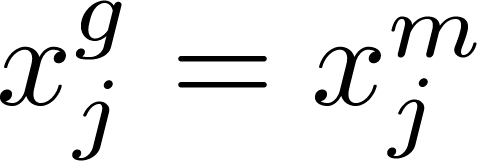 $x_j^g = x_j^m$